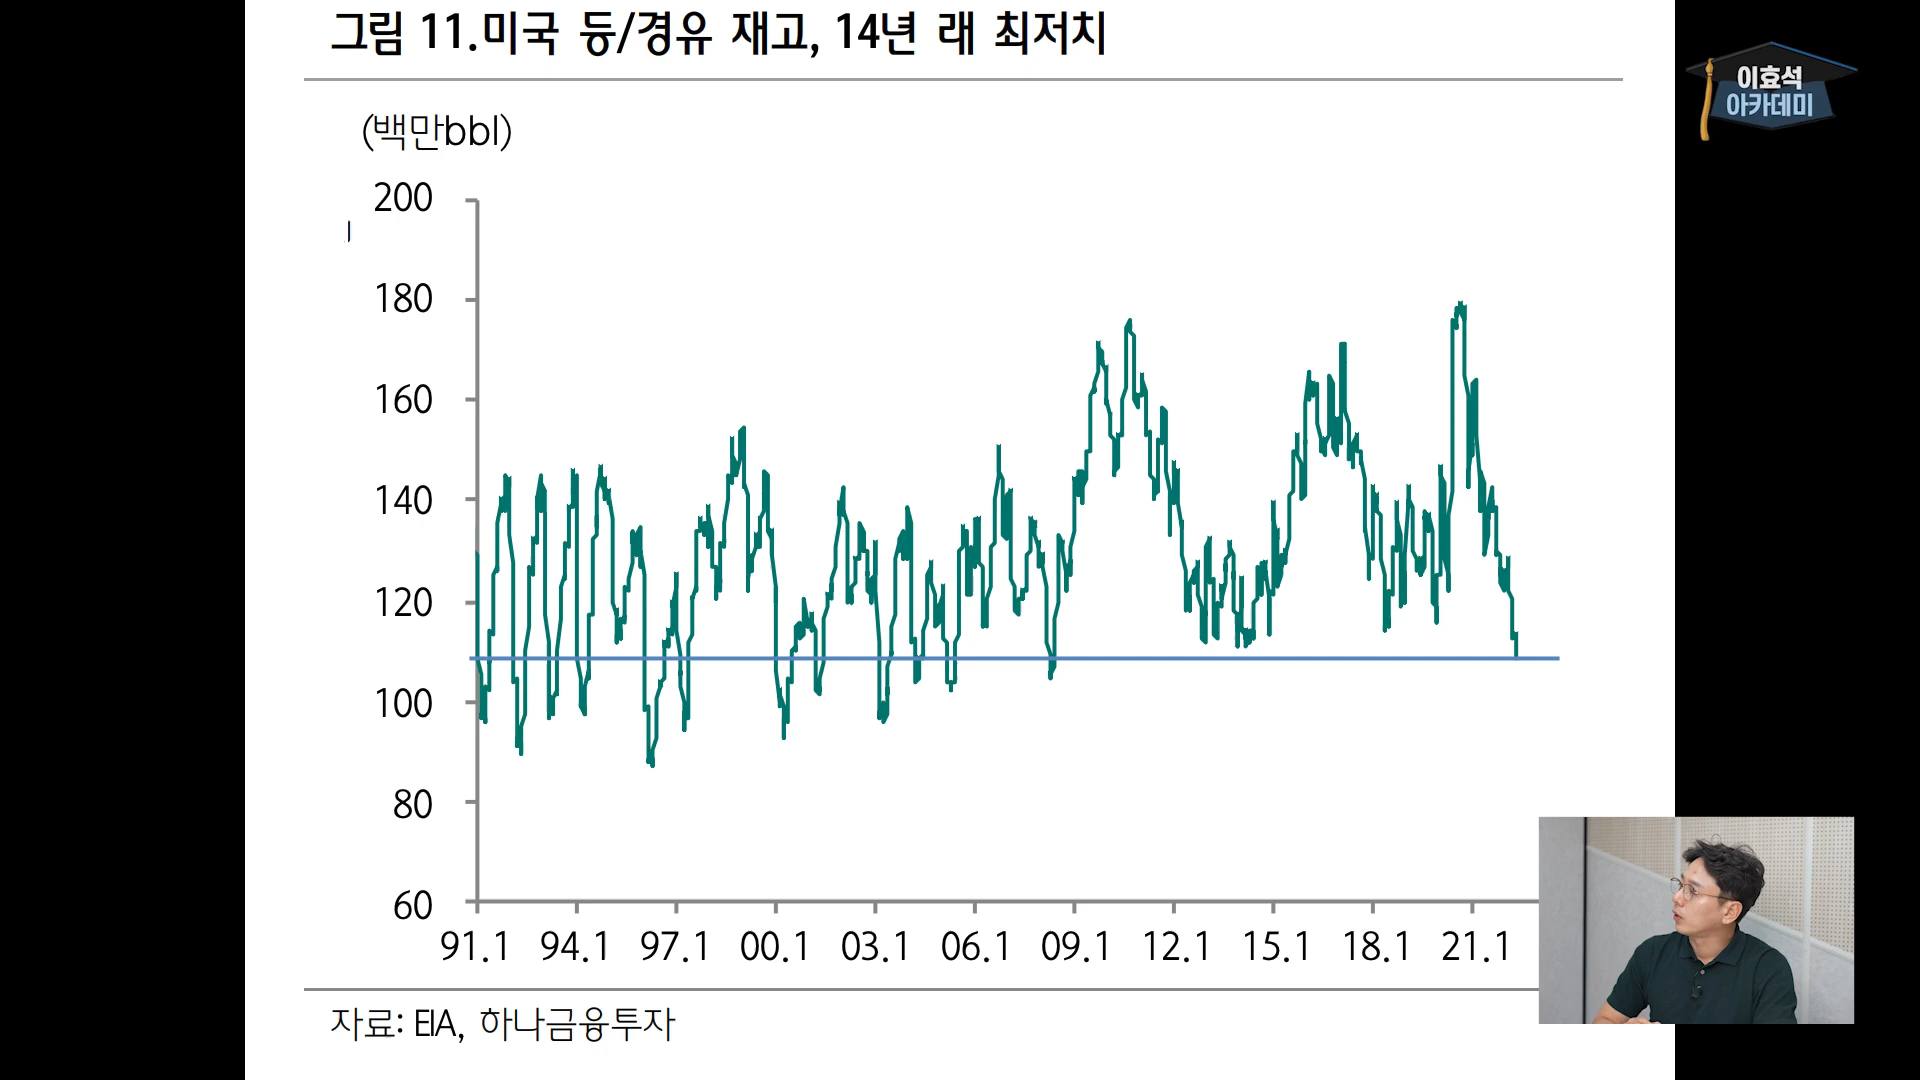 그림 11.미국 등/경유 재고, 14년 래 최저치
이효석
아카데미
(백만bbl)
200
180
160
140
120
100
80
60
91.1 94.1 97.1 00.1 03.1 06.1 09.1 12.1 15.1 18.1 21.1
자료: EIA, 하나금융투자